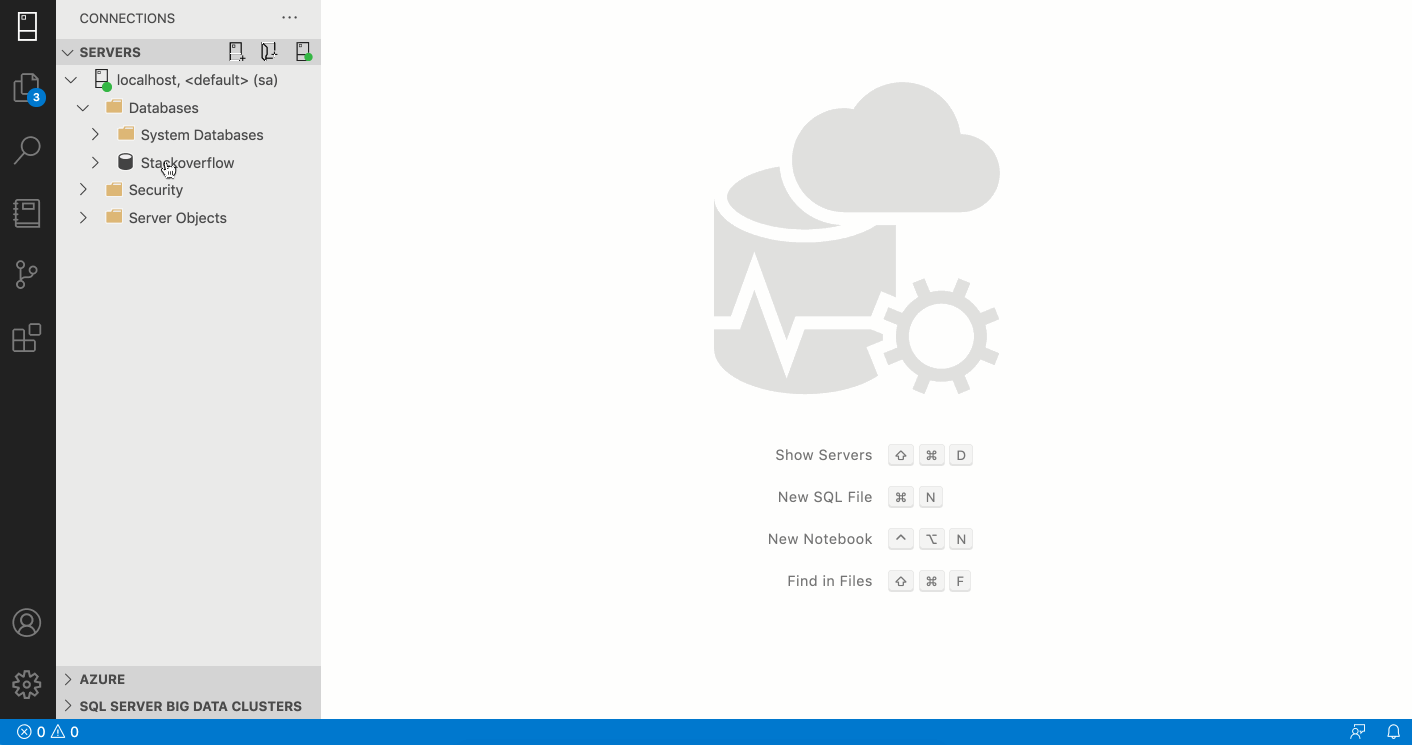 CONNECTIONS
SERVERS
localhost, <default> (sa)
Databases
System Databases
Stackoverflow
Security
Server Objects
AZURE
SQL SERVER BIG DATA CLUSTERS
3
Show Servers ⇧ ⌘ D
New SQL File ⌘ N
New Notebook ^ ⌥ N
Find in Files ⇧ ⌘ F
0 0